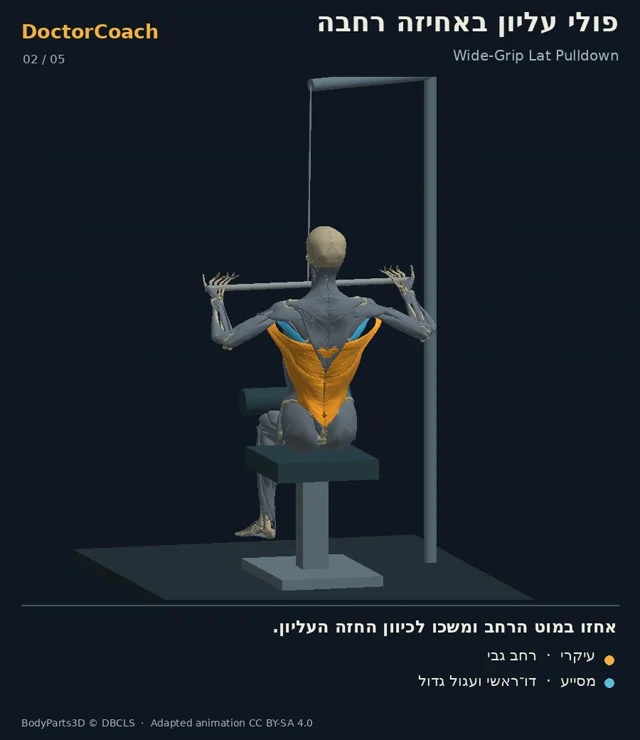 DoctorCoach
פולי עליון באחיזה רחבה
02 / 05
Wide-Grip Lat Pulldown
אחזו במוט הרחב ומשכו לכיוון החזה העליון.
עיקרי · רחב גבי
מסייע · דו־ראשי ועגול גדול
BodyParts3D © DBCLS · Adapted animation CC BY-SA 4.0